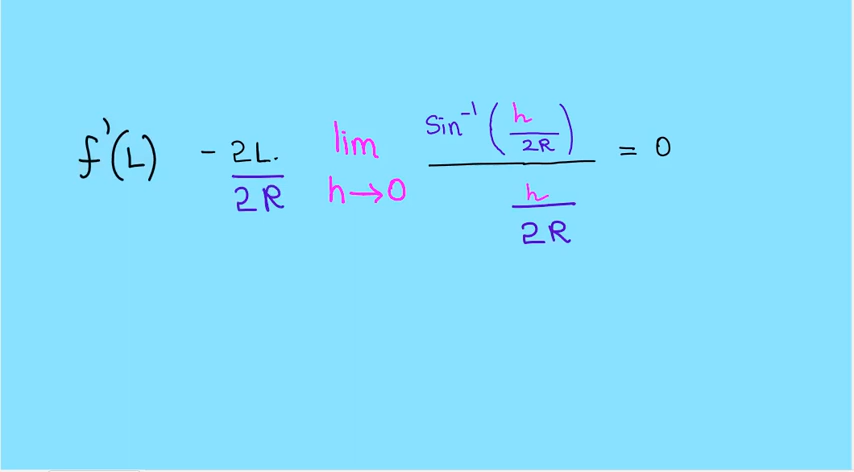 f'(L) - 2L. / 2R lim h→0 sin⁻¹(h/2R) / (h/2R) = 0